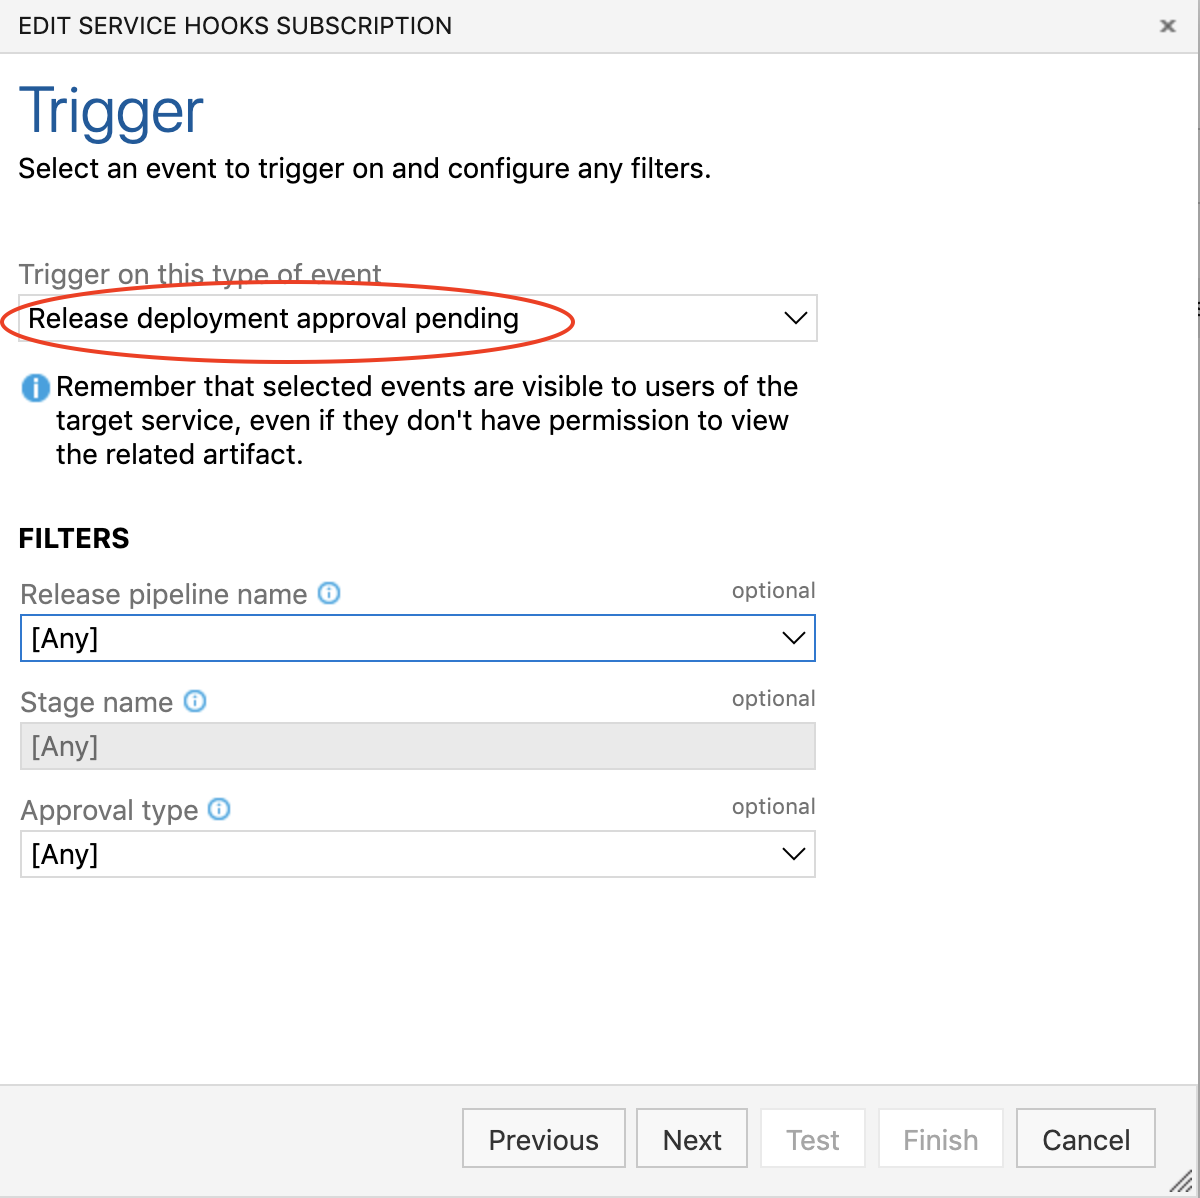 EDIT SERVICE HOOKS SUBSCRIPTION
Trigger
Select an event to trigger on and configure any filters.
Trigger on this type of event
Release deployment approval pending
Remember that selected events are visible to users of the
target service, even if they don't have permission to view
the related artifact.
FILTERS
Release pipeline name optional
[Any]
Stage name optional
[Any]
Approval type optional
[Any]
Previous Next Test Finish Cancel